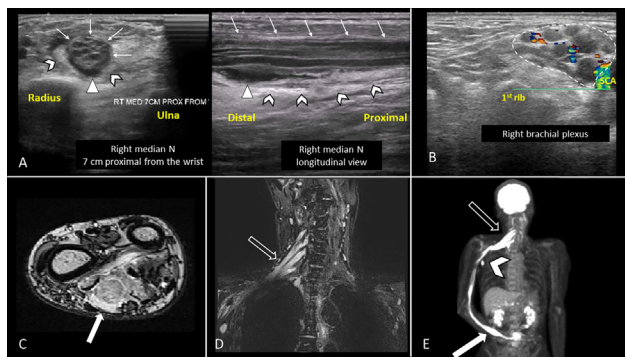 Radius
RT MED 7CM PROX FROM
Ulna
A
Right median N
7 cm proximal from the wrist
Distal
Proximal
Right median N
longitudinal view
SCA
1st rib
B
Right brachial plexus
C
D
E